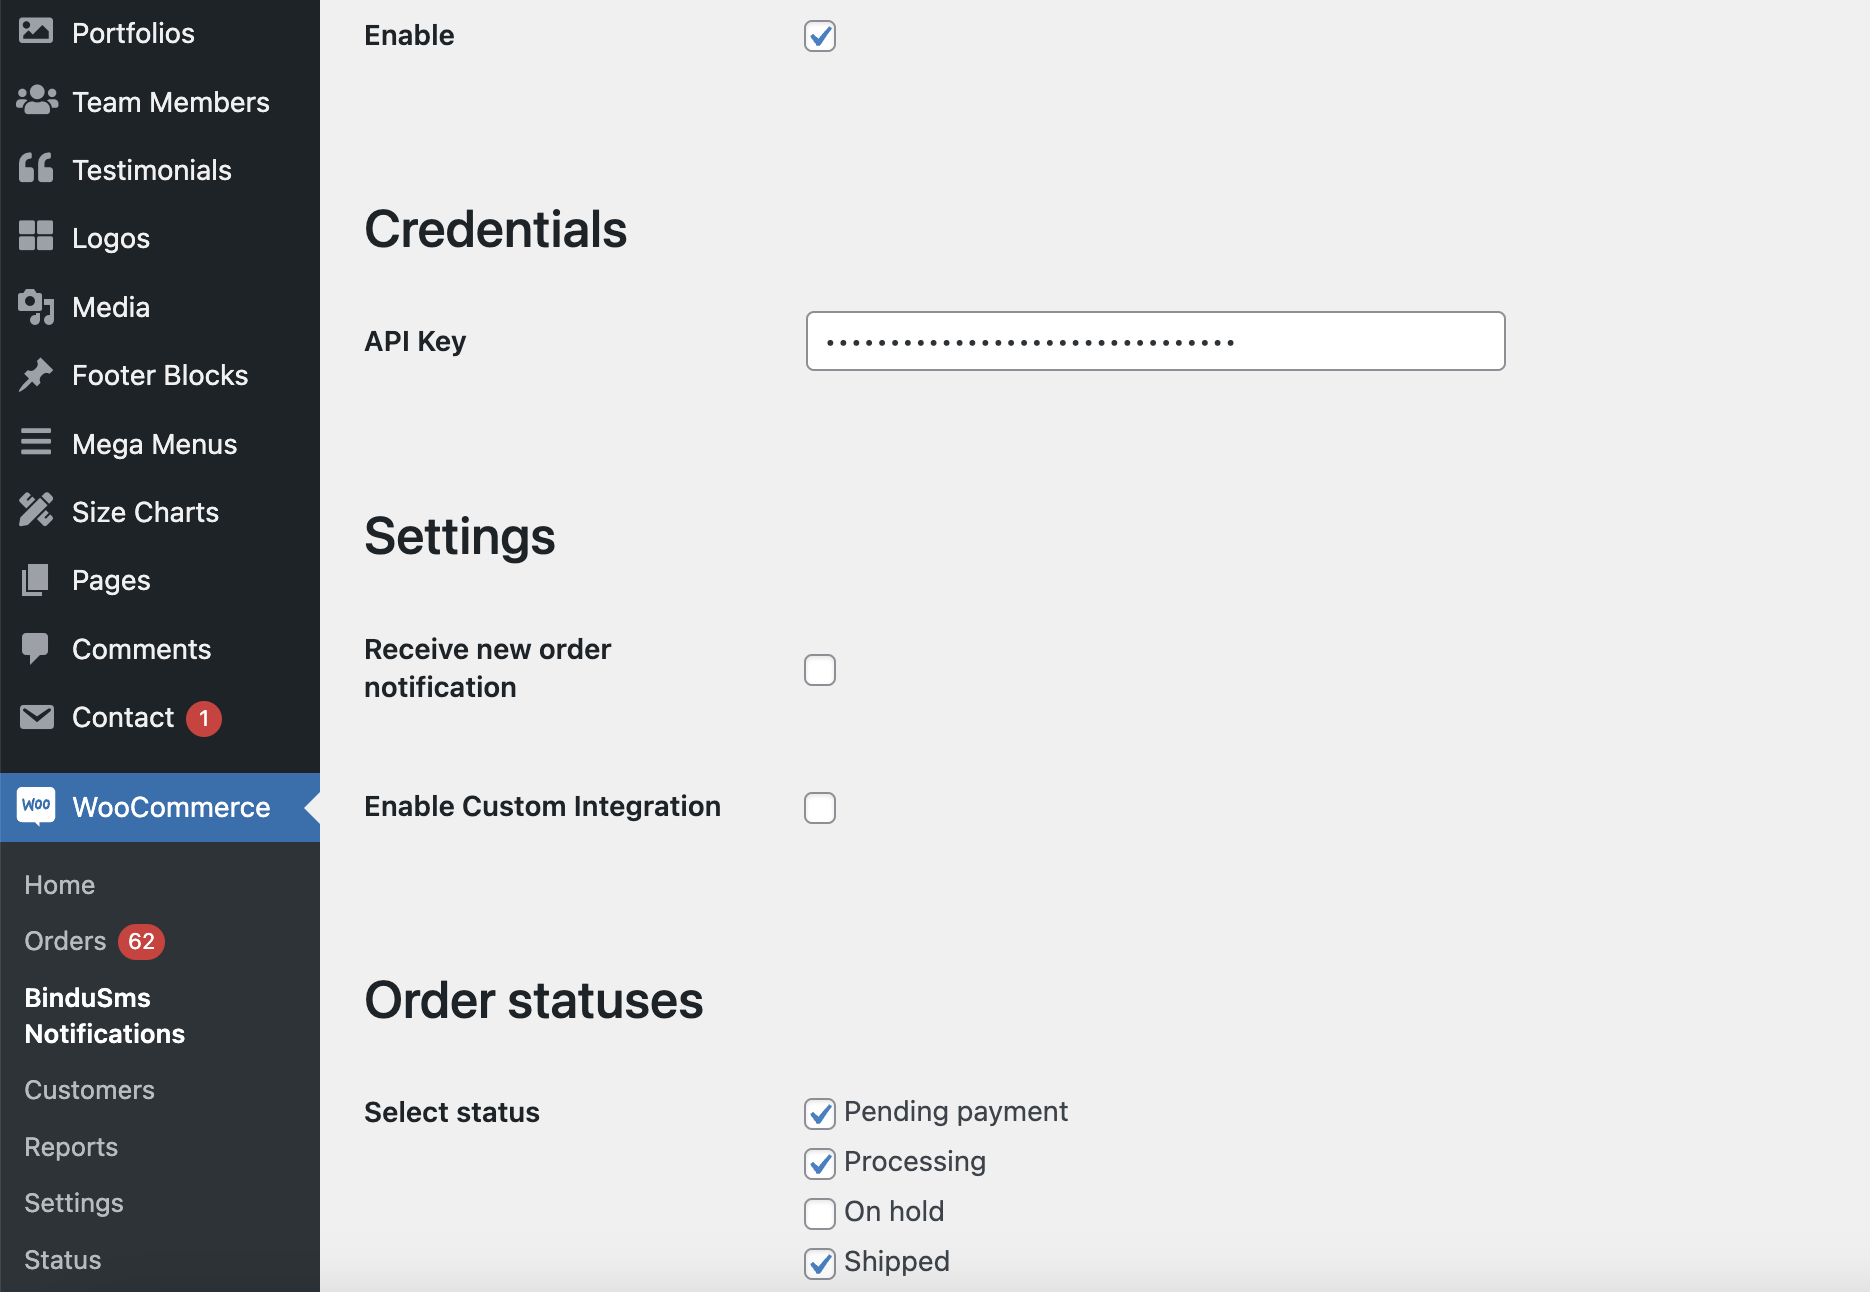 Portfolios
Team Members
Testimonials
Logos
Media
Footer Blocks
Mega Menus
Size Charts
Pages
Comments
Contact 1
Woo WooCommerce
Home
Orders 62
BinduSms
Notifications
Customers
Reports
Settings
Status
Enable
Credentials
API Key
Settings
Receive new order
notification
Enable Custom Integration
Order statuses
Select status
Pending payment
Processing
On hold
Shipped